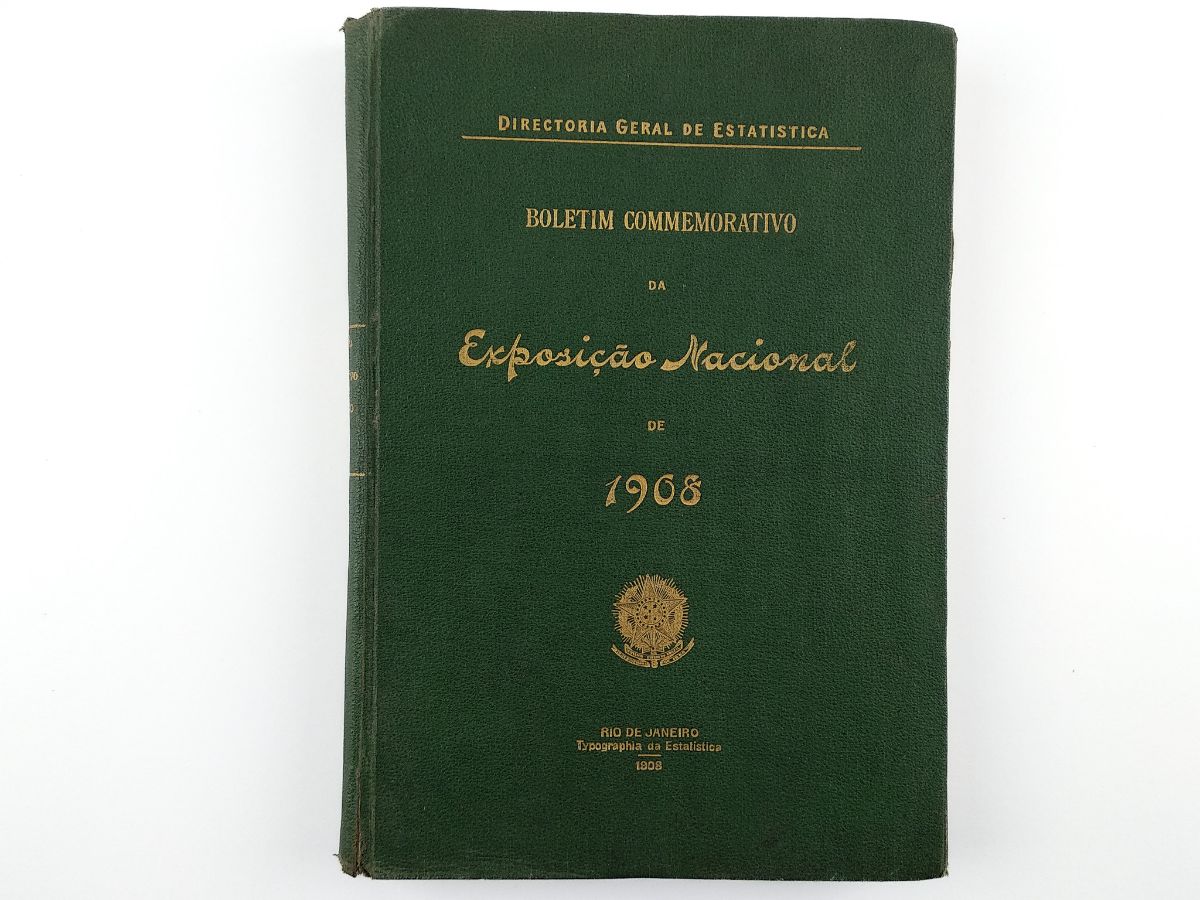 DIRECTORIA GERAL DE ESTATISTICA
BOLETIM COMMEMORATIVO
DA
Exposição Nacional
DE
1908
RIO DE JANEIRO
Typographia da Estatistica
1908